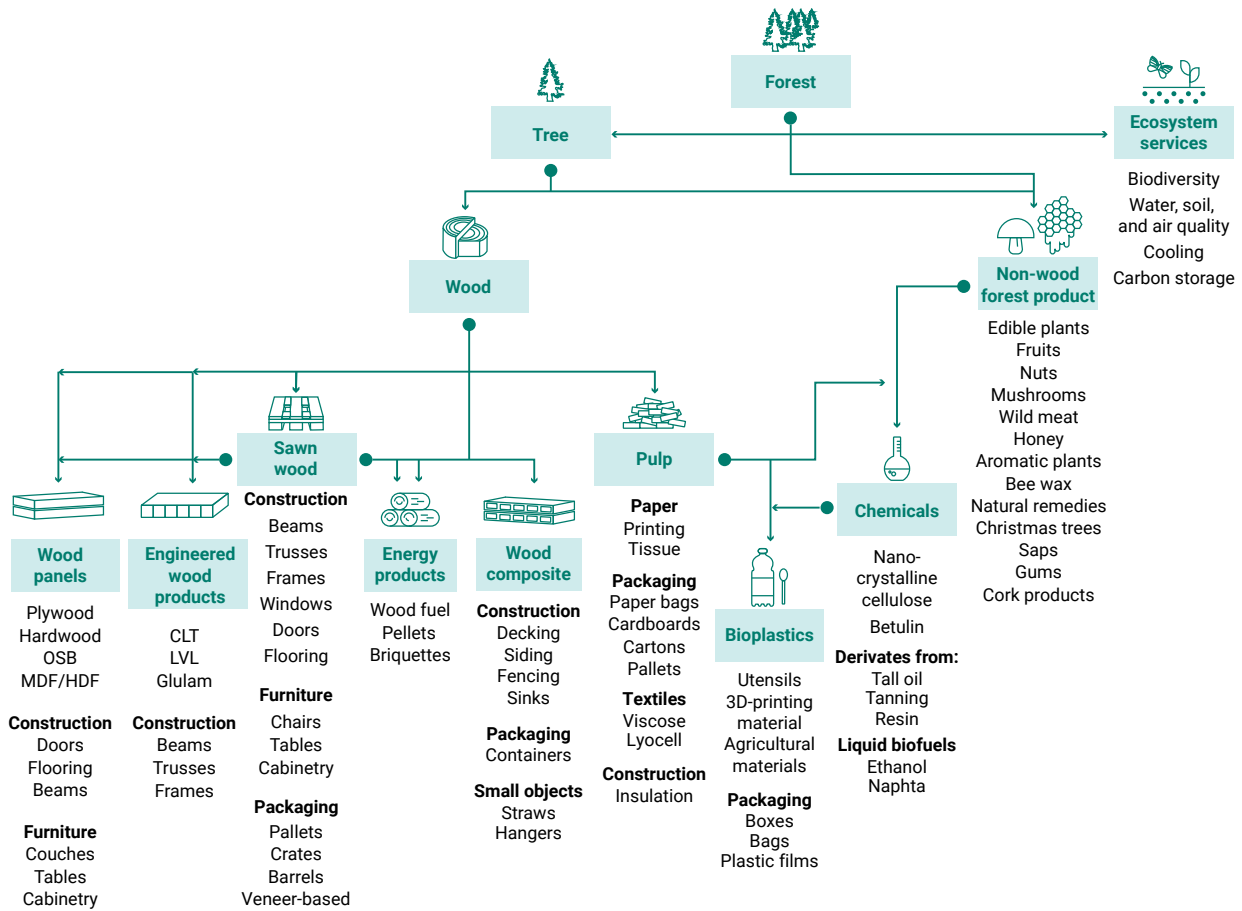 Forest
Tree
Ecosystem
services
Biodiversity
Water, soil,
and air quality
Cooling
Carbon storage
Wood
Non-wood
forest product
Edible plants
Fruits
Nuts
Mushrooms
Wild meat
Honey
Aromatic plants
Bee wax
Natural remedies
Christmas trees
Saps
Gums
Cork products
Wood
panels
Plywood
Hardwood
OSB
MDF/HDF
Construction
Doors
Flooring
Beams
Furniture
Couches
Tables
Cabinetry
Engineered
wood
products
CLT
LVL
Glulam
Construction
Beams
Trusses
Frames
Sawn
wood
Construction
Beams
Trusses
Frames
Windows
Doors
Flooring
Furniture
Chairs
Tables
Cabinetry
Packaging
Pallets
Crates
Barrels
Veneer-based
Energy
products
Wood fuel
Pellets
Briquettes
Wood
composite
Construction
Decking
Siding
Fencing
Sinks
Packaging
Containers
Small objects
Straws
Hangers
Pulp
Paper
Printing
Tissue
Packaging
Paper bags
Cardboards
Cartons
Pallets
Textiles
Viscose
Lyocell
Construction
Insulation
Bioplastics
Utensils
3D-printing
material
Agricultural
materials
Packaging
Boxes
Bags
Plastic films
Chemicals
Nano-
crystalline
cellulose
Betulin
Derivates from:
Tall oil
Tanning
Resin
Liquid biofuels
Ethanol
Naphta